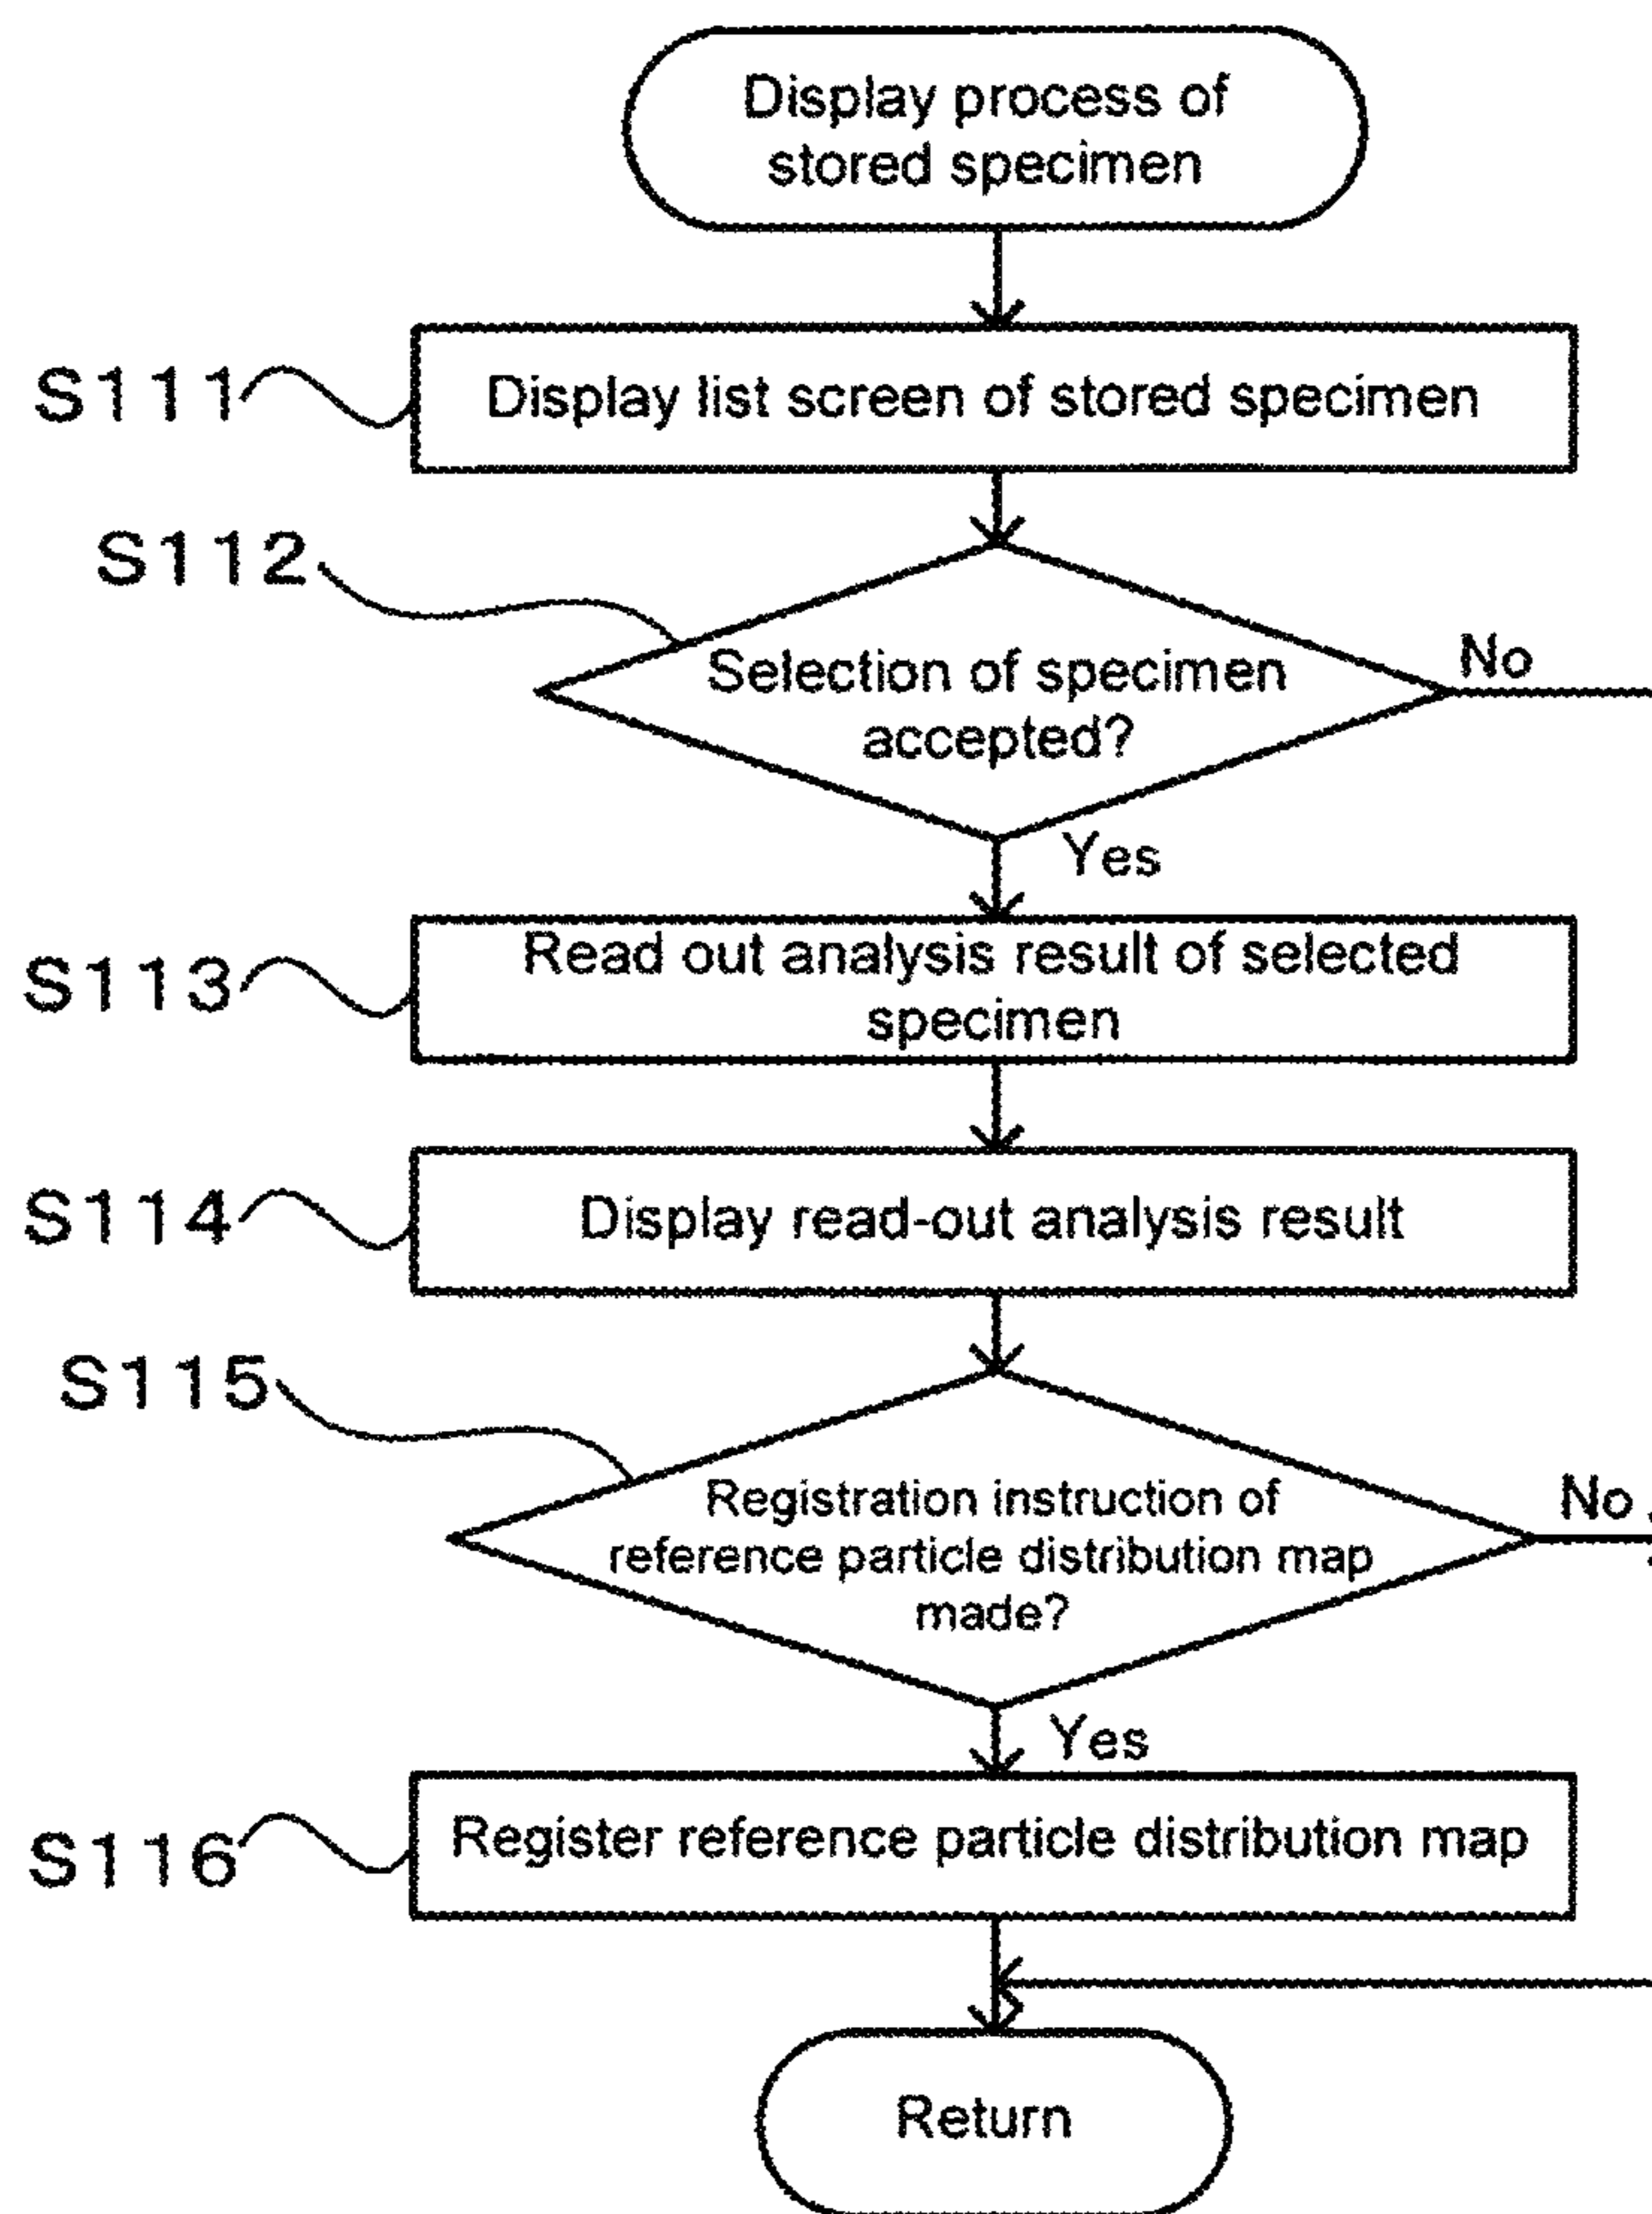 Display process of
stored specimen
S111
Display list screen of stored specimen
S112
Selection of specimen
accepted?
No
Yes
S113
Read out analysis result of selected
specimen
S114
Display read-out analysis result
S115
Registration instruction of
reference particle distribution map
made?
No
Yes
S116
Register reference particle distribution map
Return